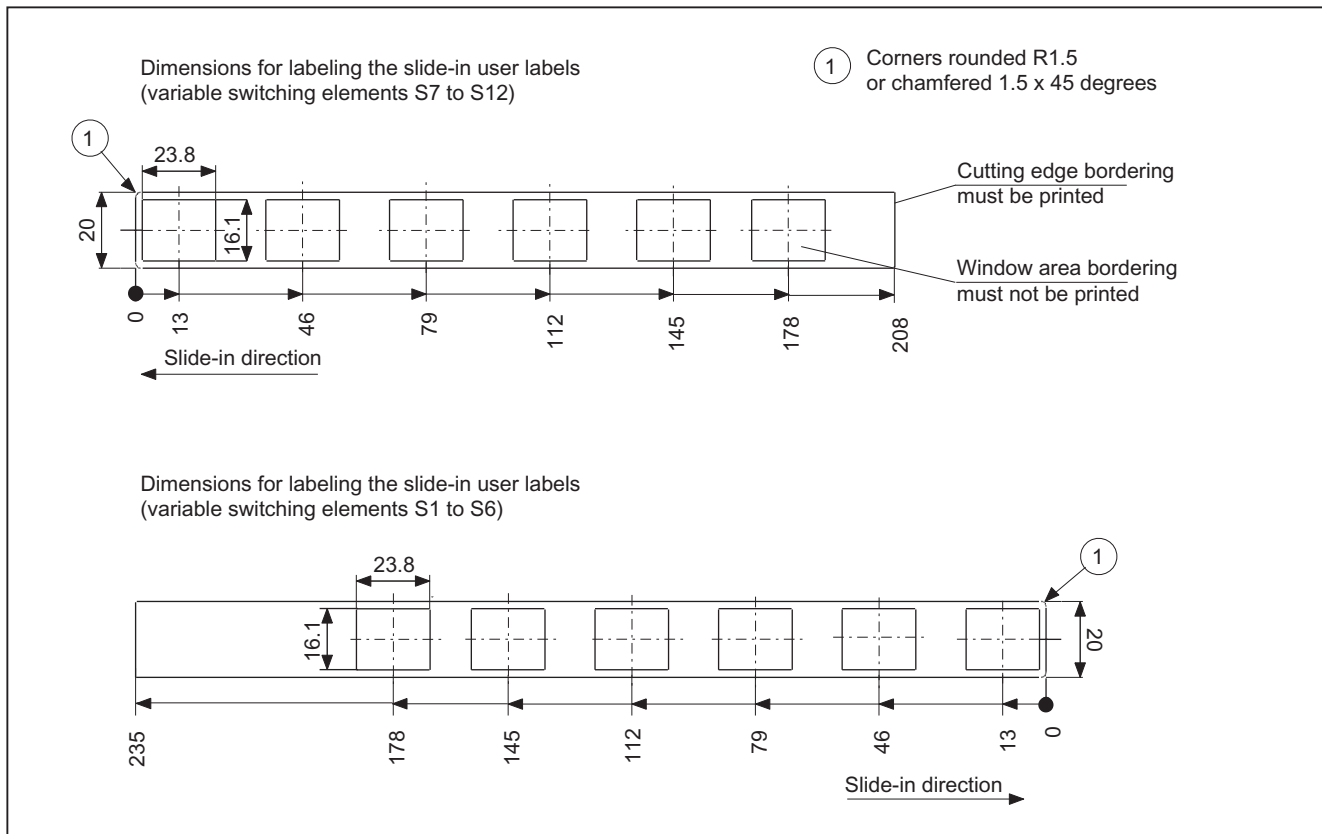 Dimensions for labeling the slide-in user labels
(variable switching elements S7 to S12)
1
Corners rounded R1.5
or chamfered 1.5 x 45 degrees
1
23.8
Cutting edge bordering
must be printed
20
16.1
Window area bordering
must not be printed
0
13
46
79
112
145
178
208
Slide-in direction
Dimensions for labeling the slide-in user labels
(variable switching elements S1 to S6)
1
23.8
16.1
20
235
178
145
112
79
46
13
0
Slide-in direction